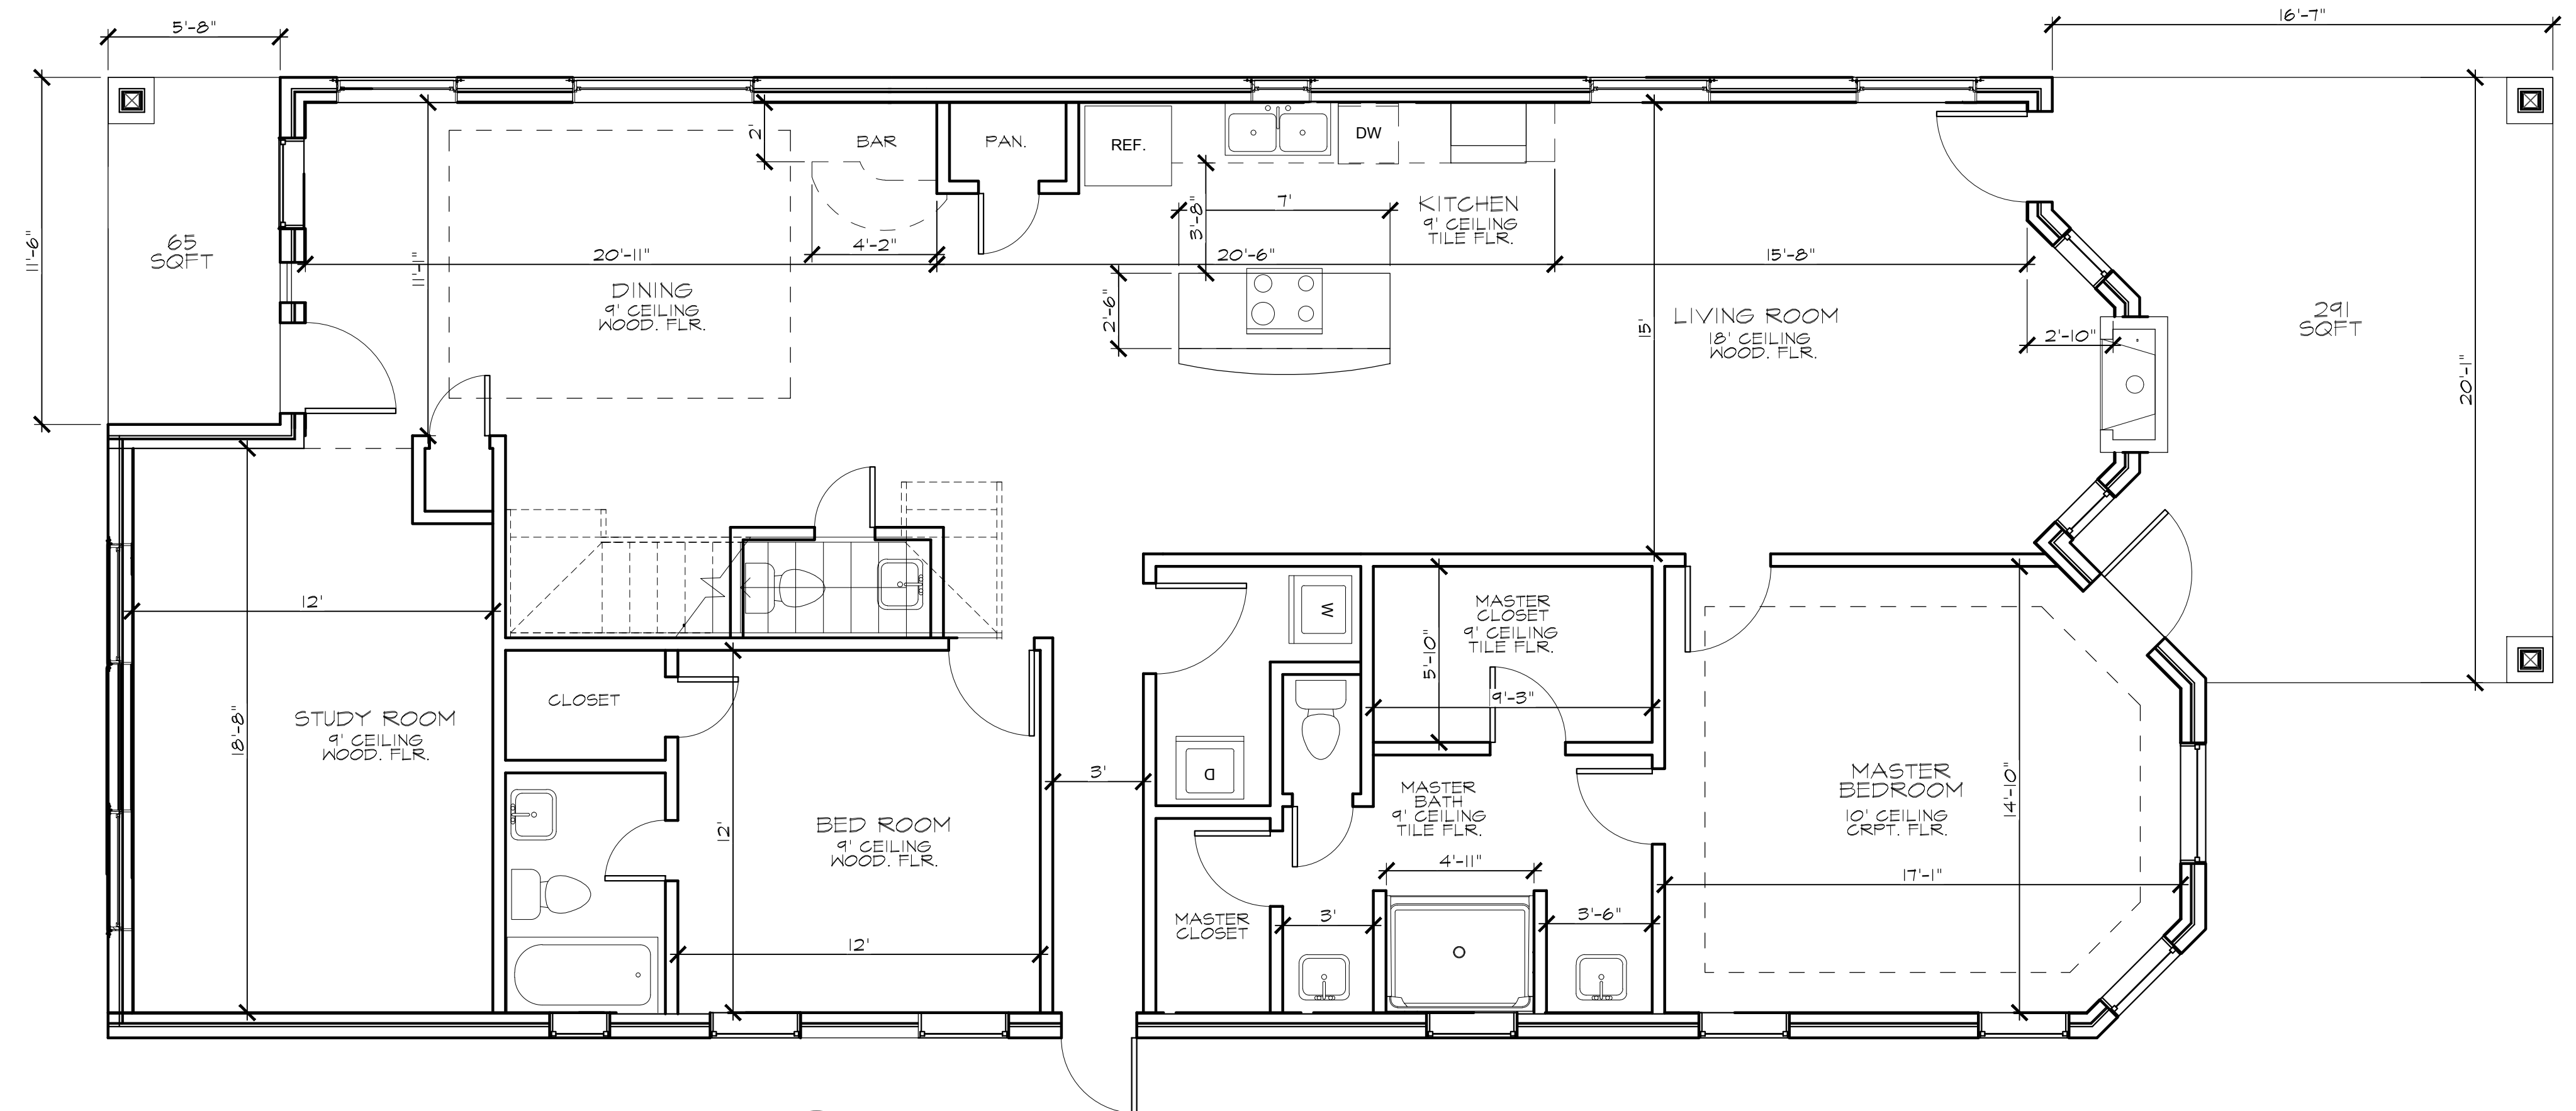 5'-8"
16'-7"
11'-6"
65
SQFT
11'-1"
2'
BAR
PAN.
REF.
DW
3'-8"
7'
KITCHEN
9' CEILING
TILE FLR.
4'-2"
20'-11"
20'-6"
15'-8"
DINING
9' CEILING
WOOD. FLR.
2'-6"
15'
LIVING ROOM
18' CEILING
WOOD. FLR.
2'-10"
291
SQFT
20'-1"
12'
W
MASTER
CLOSET
9' CEILING
TILE FLR.
5'-10"
9'-3"
CLOSET
STUDY ROOM
9' CEILING
WOOD. FLR.
18'-8"
3'
D
MASTER
BATH
9' CEILING
TILE FLR.
MASTER
BEDROOM
10' CEILING
CRPT. FLR.
14'-10"
BED ROOM
9' CEILING
WOOD. FLR.
12'
4'-11"
17'-1"
MASTER
CLOSET
3'
3'-6"
12'